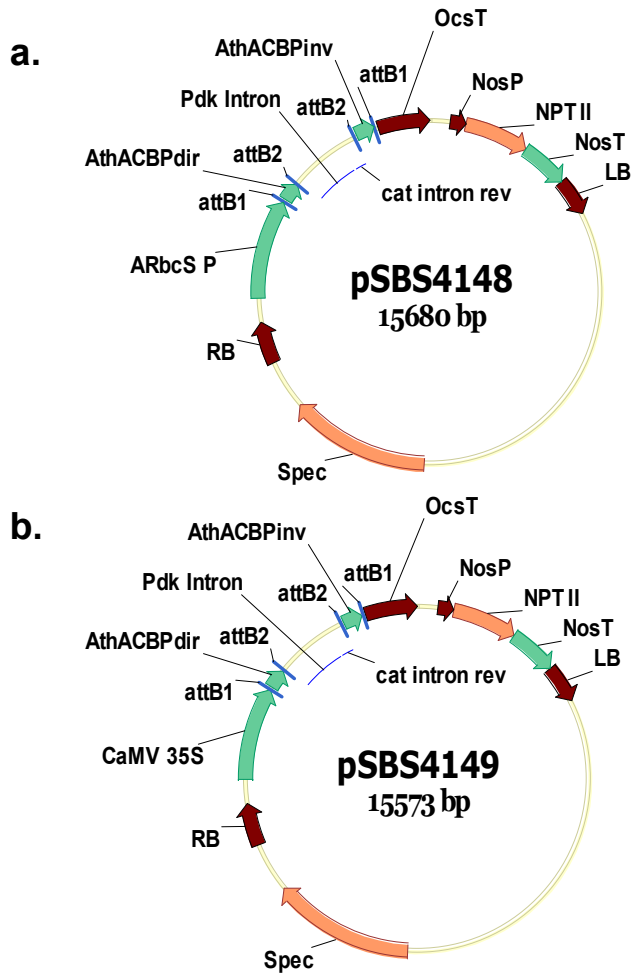 a.
OcsT
AthACBPinv
attB1
NosP
Pdk Intron
attB2
NPT II
AthACBPdir
attB2
NosT
LB
attB1
cat intron rev
ARbcS P
pSBS4148
15680 bp
RB
Spec
b.
OcsT
AthACBPinv
attB1
NosP
Pdk Intron
attB2
NPT II
AthACBPdir
attB2
NosT
LB
attB1
cat intron rev
CaMV 35S
pSBS4149
15573 bp
RB
Spec